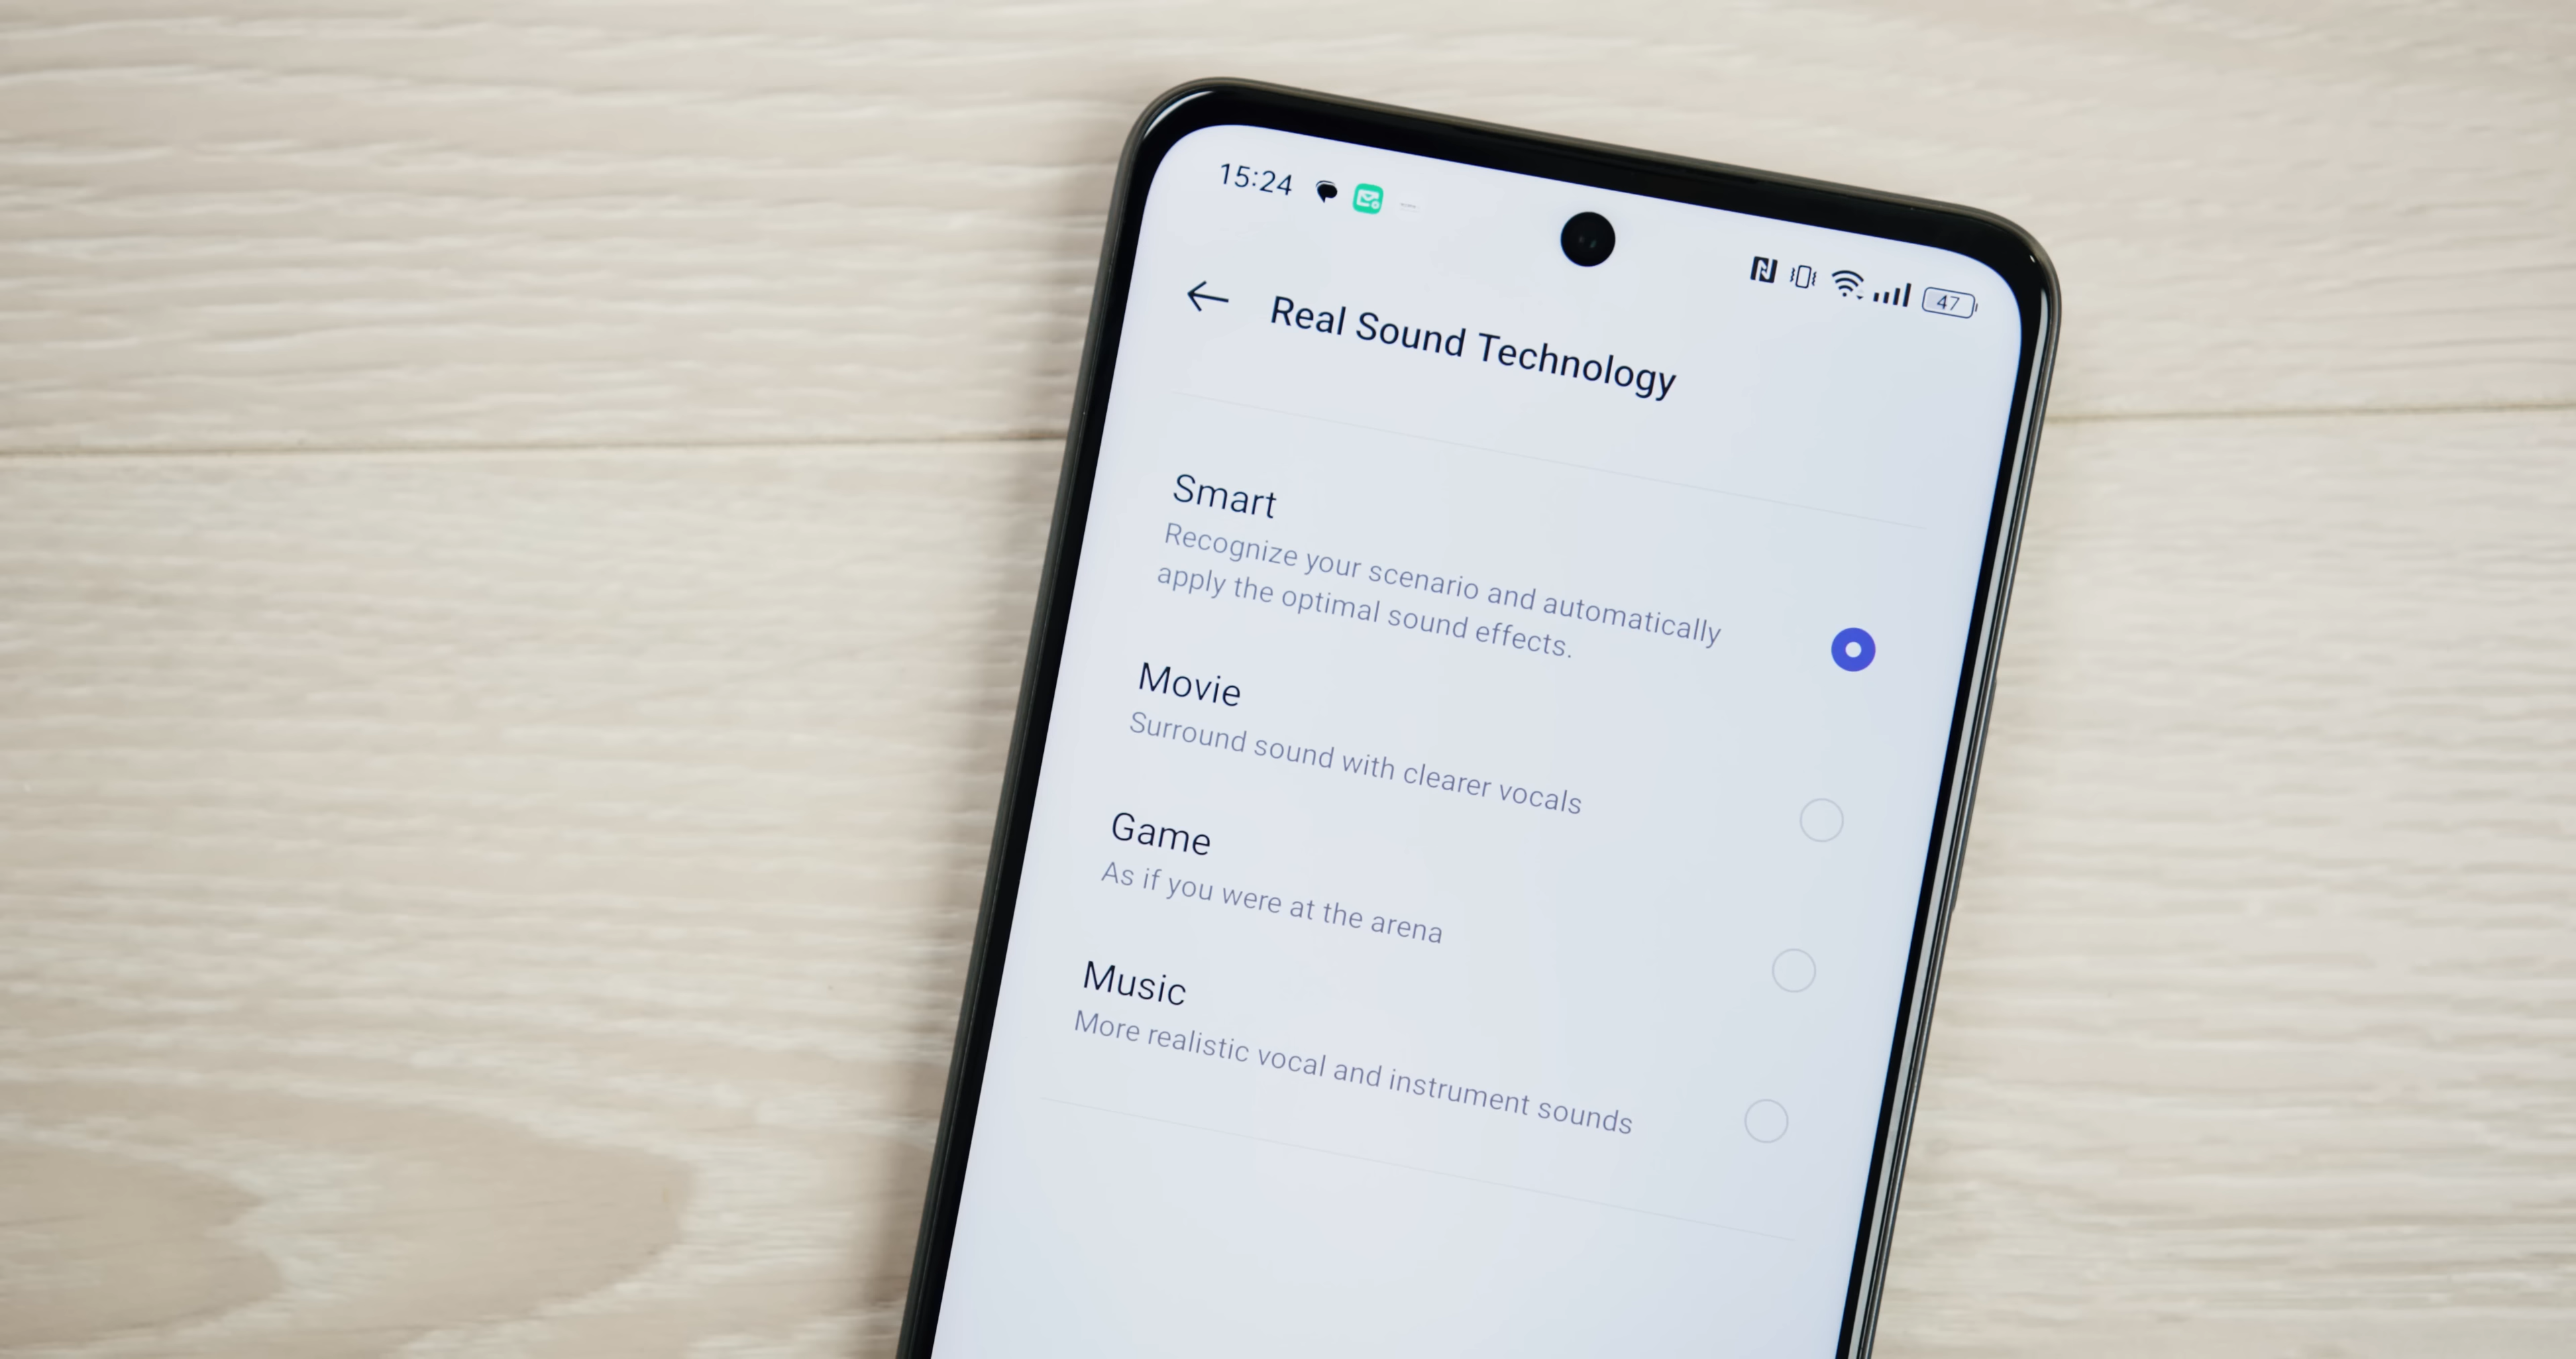 15:24
47
Real Sound Technology
Smart
Recognize your scenario and automatically
apply the optimal sound effects.
Movie
Surround sound with clearer vocals
Game
As if you were at the arena
Music
More realistic vocal and instrument sounds